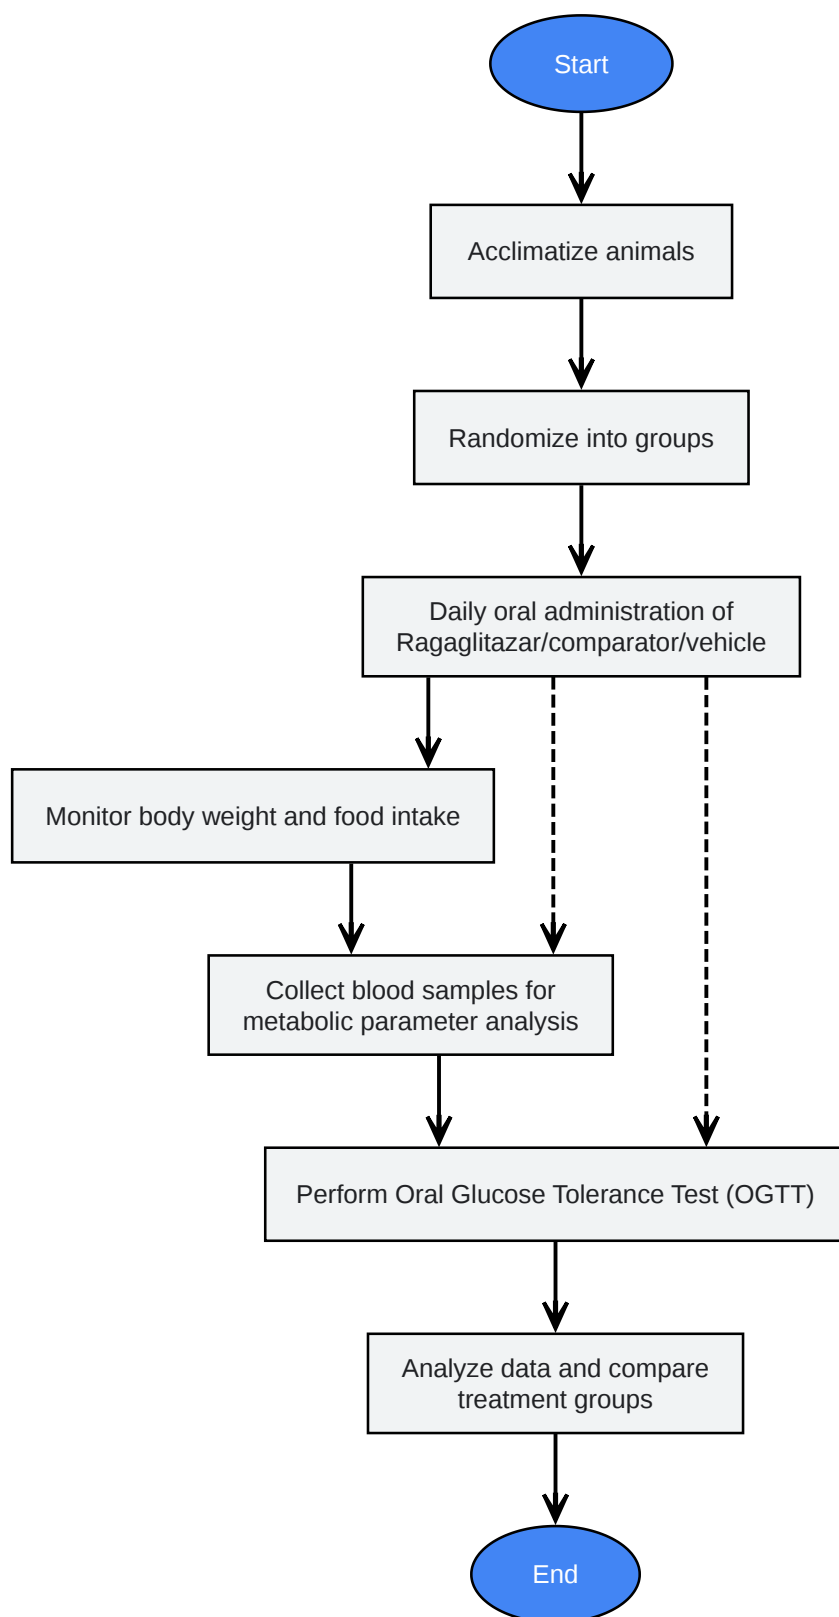 Start
Acclimatize animals
Randomize into groups
Daily oral administration of
Ragaglitazar/comparator/vehicle
Monitor body weight and food intake
Collect blood samples for
metabolic parameter analysis
Perform Oral Glucose Tolerance Test (OGTT)
Analyze data and compare
treatment groups
End